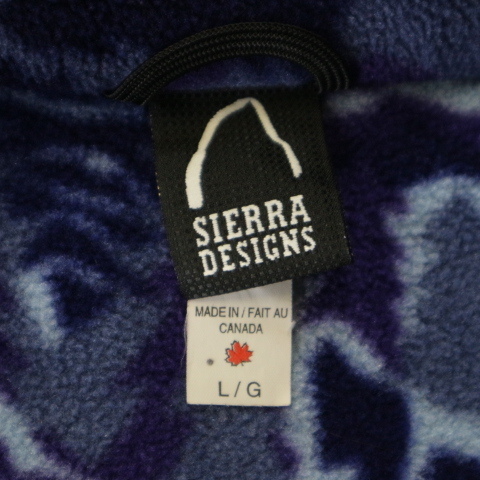 SIERRA
DESIGNS
MADE IN / FAIT AU
CANADA
L / G